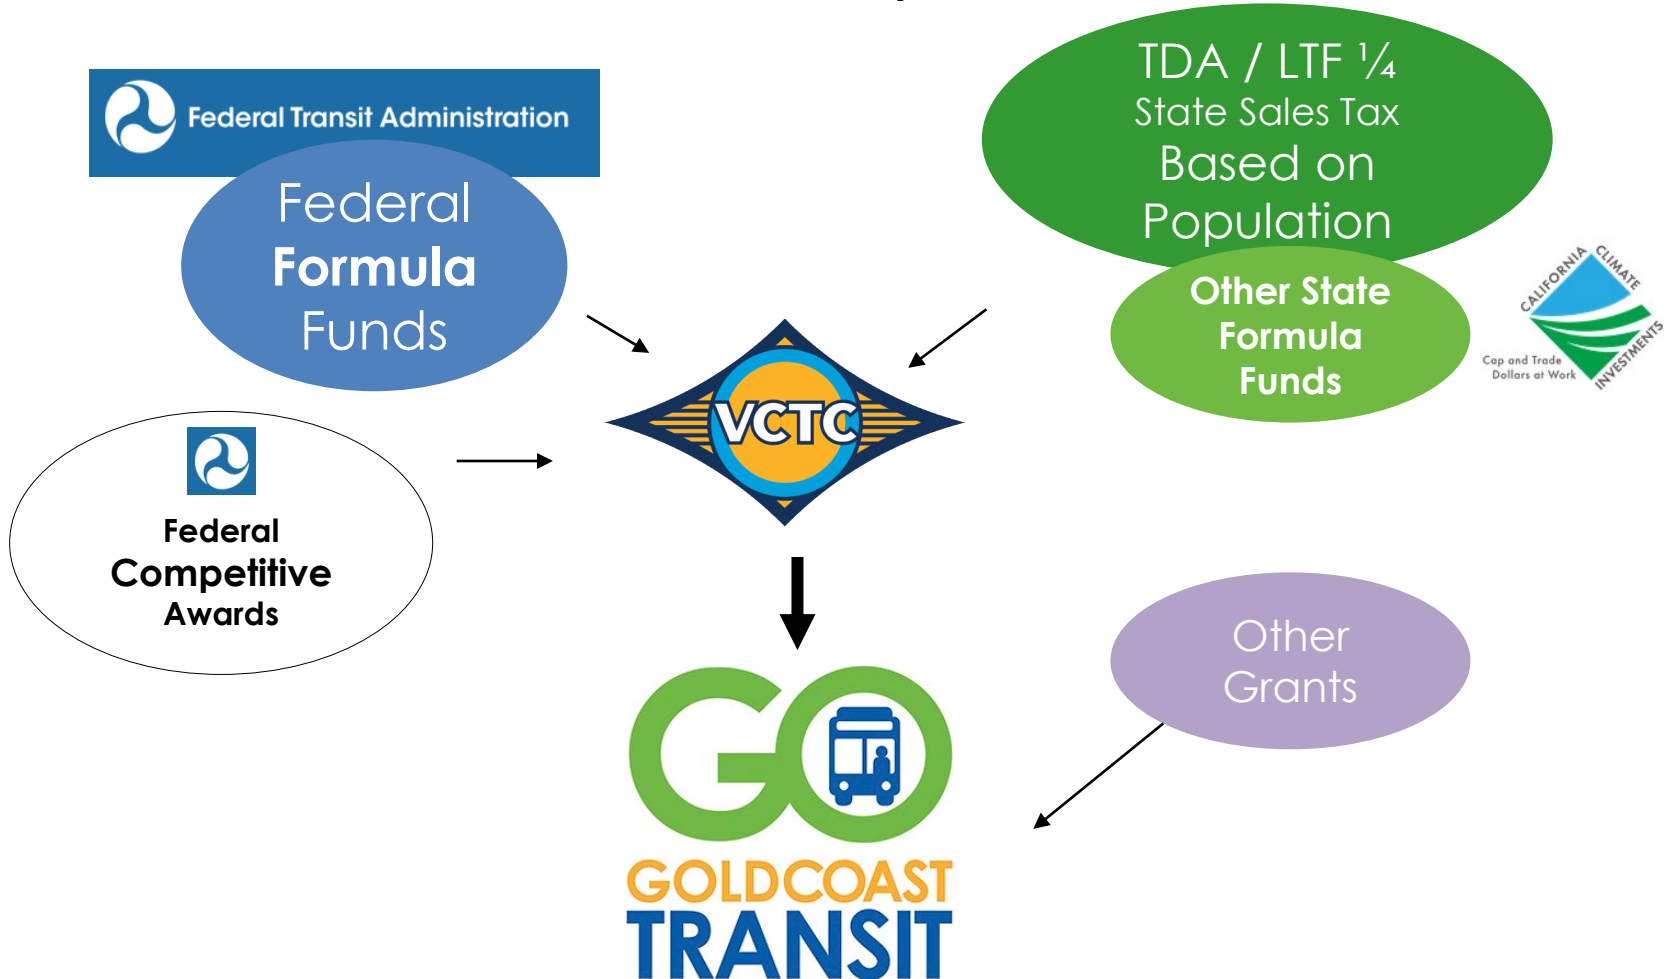 Federal Transit Administration
Federal
Formula
Funds
TDA / LTF ¼
State Sales Tax
Based on
Population
Other State
Formula
Funds
CALIFORNIA CLIMATE
INVESTMENTS
Cap and Trade
Dollars at Work
VCTC
Federal
Competitive
Awards
Other
Grants
GO
GOLDCOAST
TRANSIT